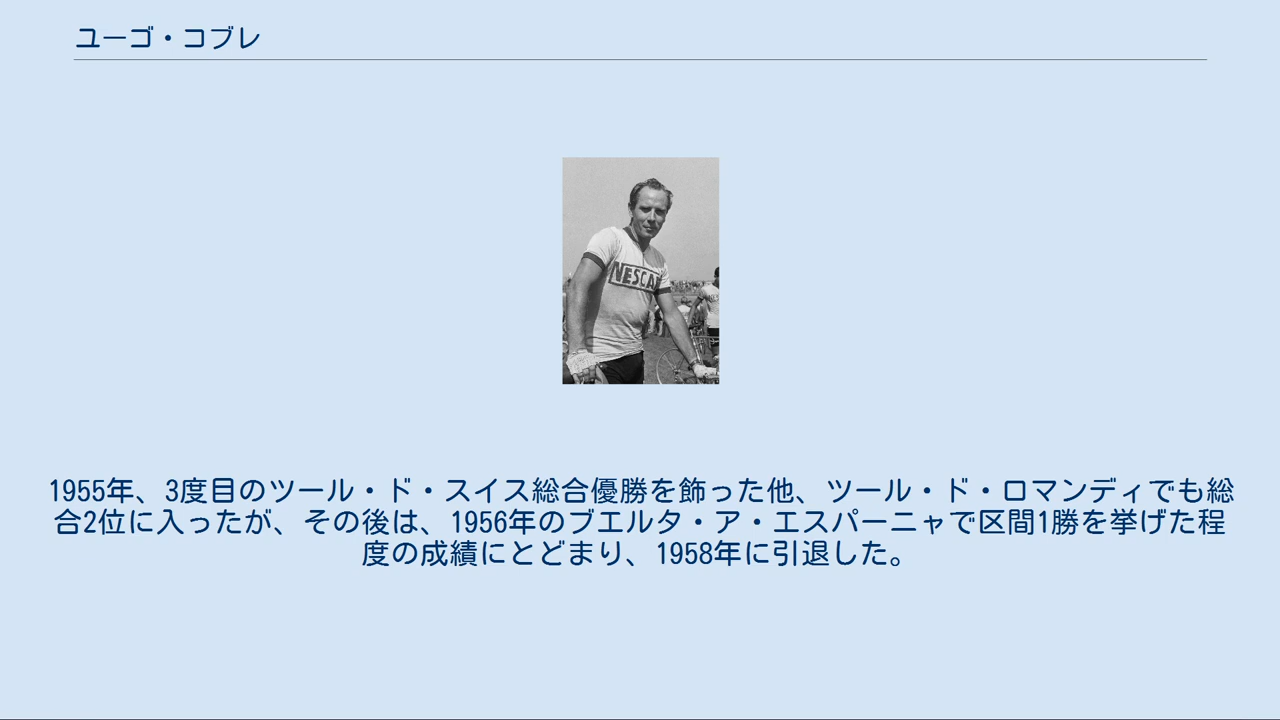 ユーゴ・コブレ
NESCA
1955年、3度目のツール・ド・スイス総合優勝を飾った他、ツール・ド・ロマンディでも総
合2位に入ったが、その後は、1956年のブエルタ・ア・エスパーニャで区間1勝を挙げた程
度の成績にとどまり、1958年に引退した。